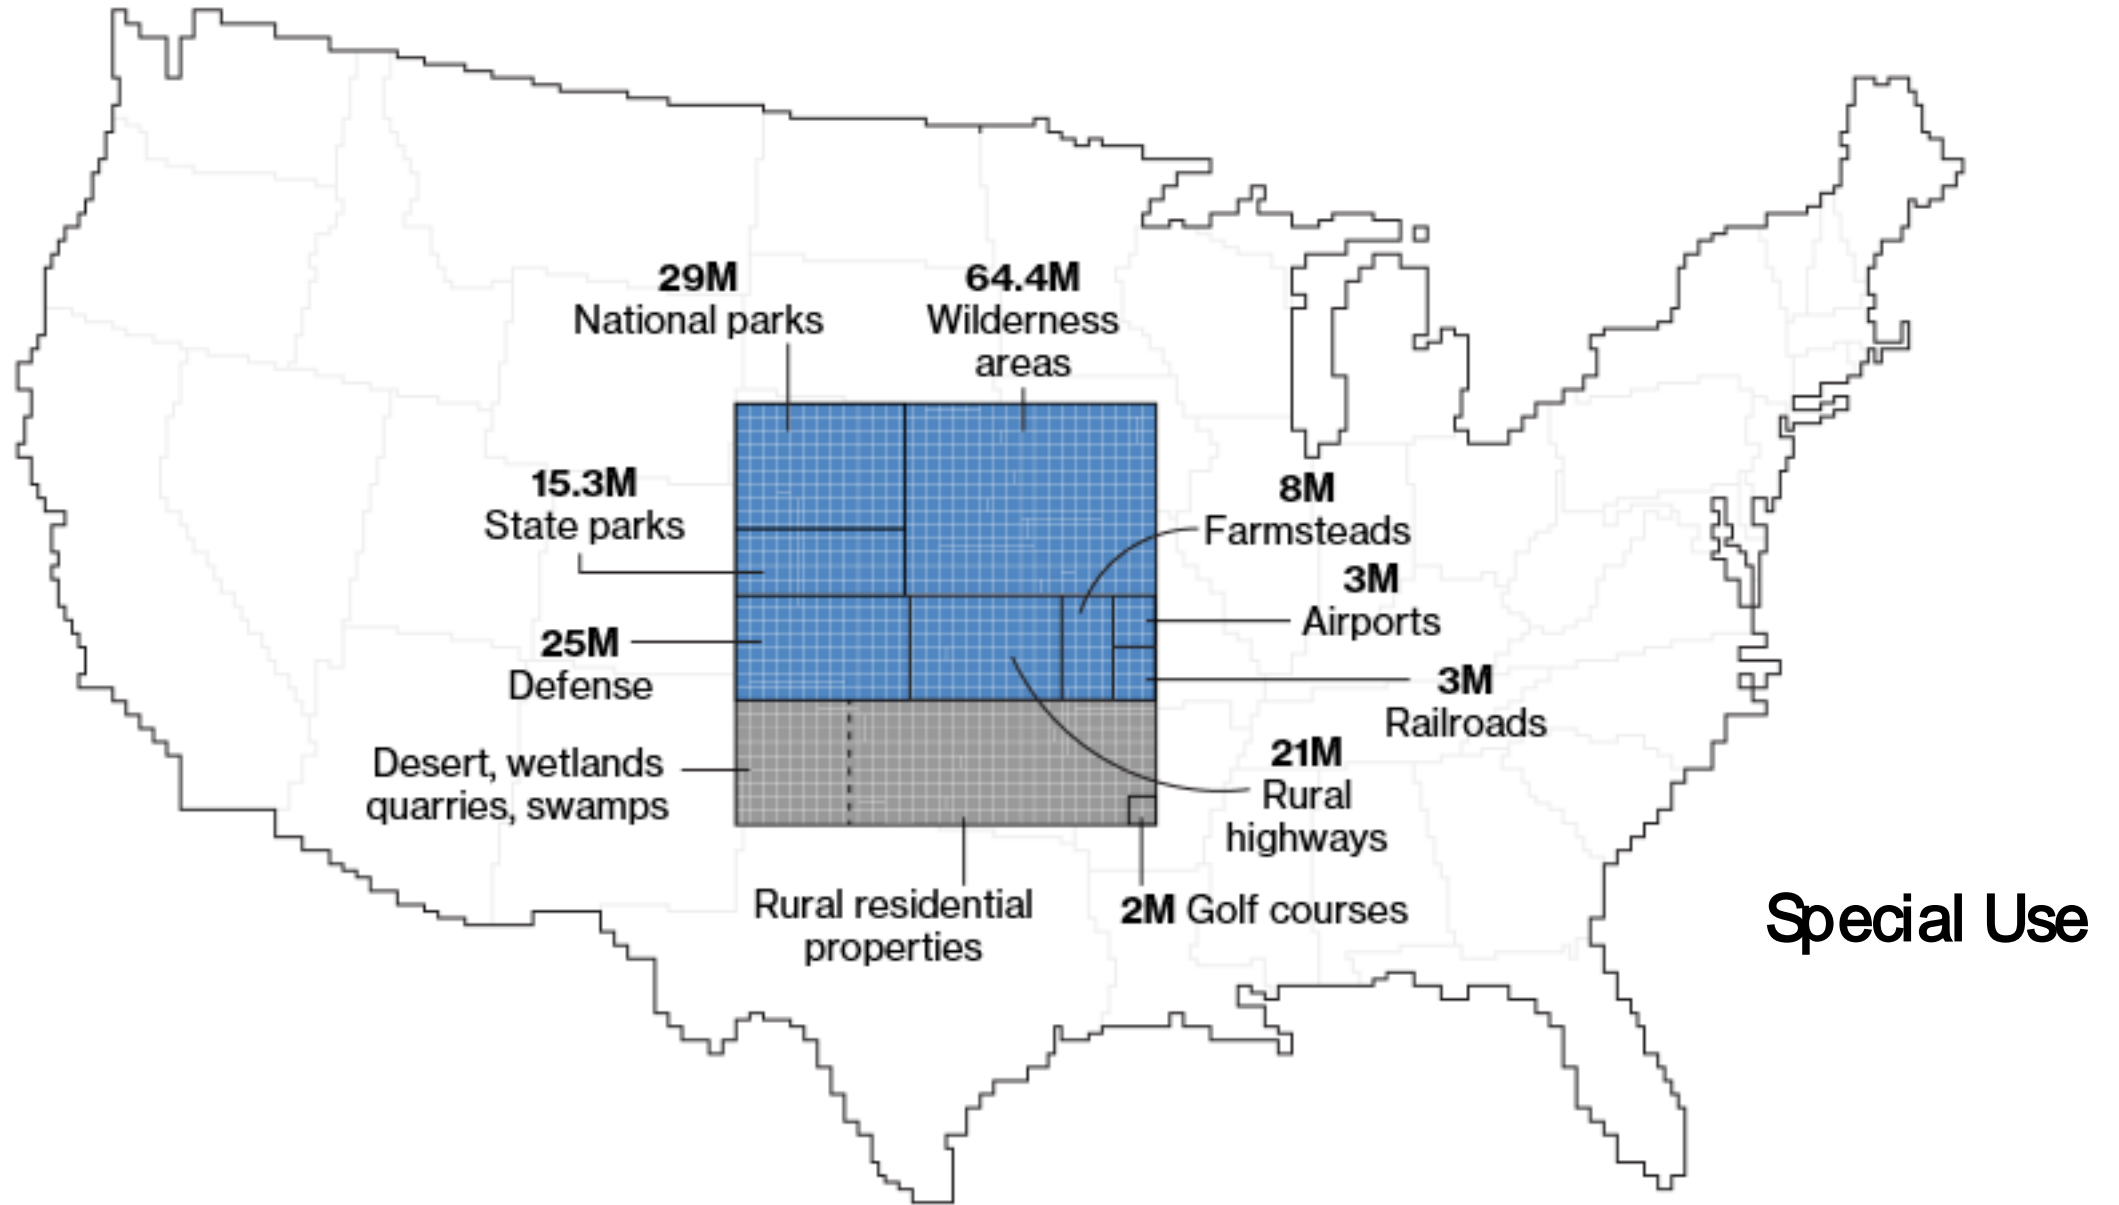 29M
National parks
64.4M
Wilderness
areas
15.3M
State parks
8M
Farmsteads
3M
Airports
25M
Defense
3M
Railroads
Desert, wetlands
quarries, swamps
21M
Rural
highways
Rural residential
properties
2M Golf courses
Special Use